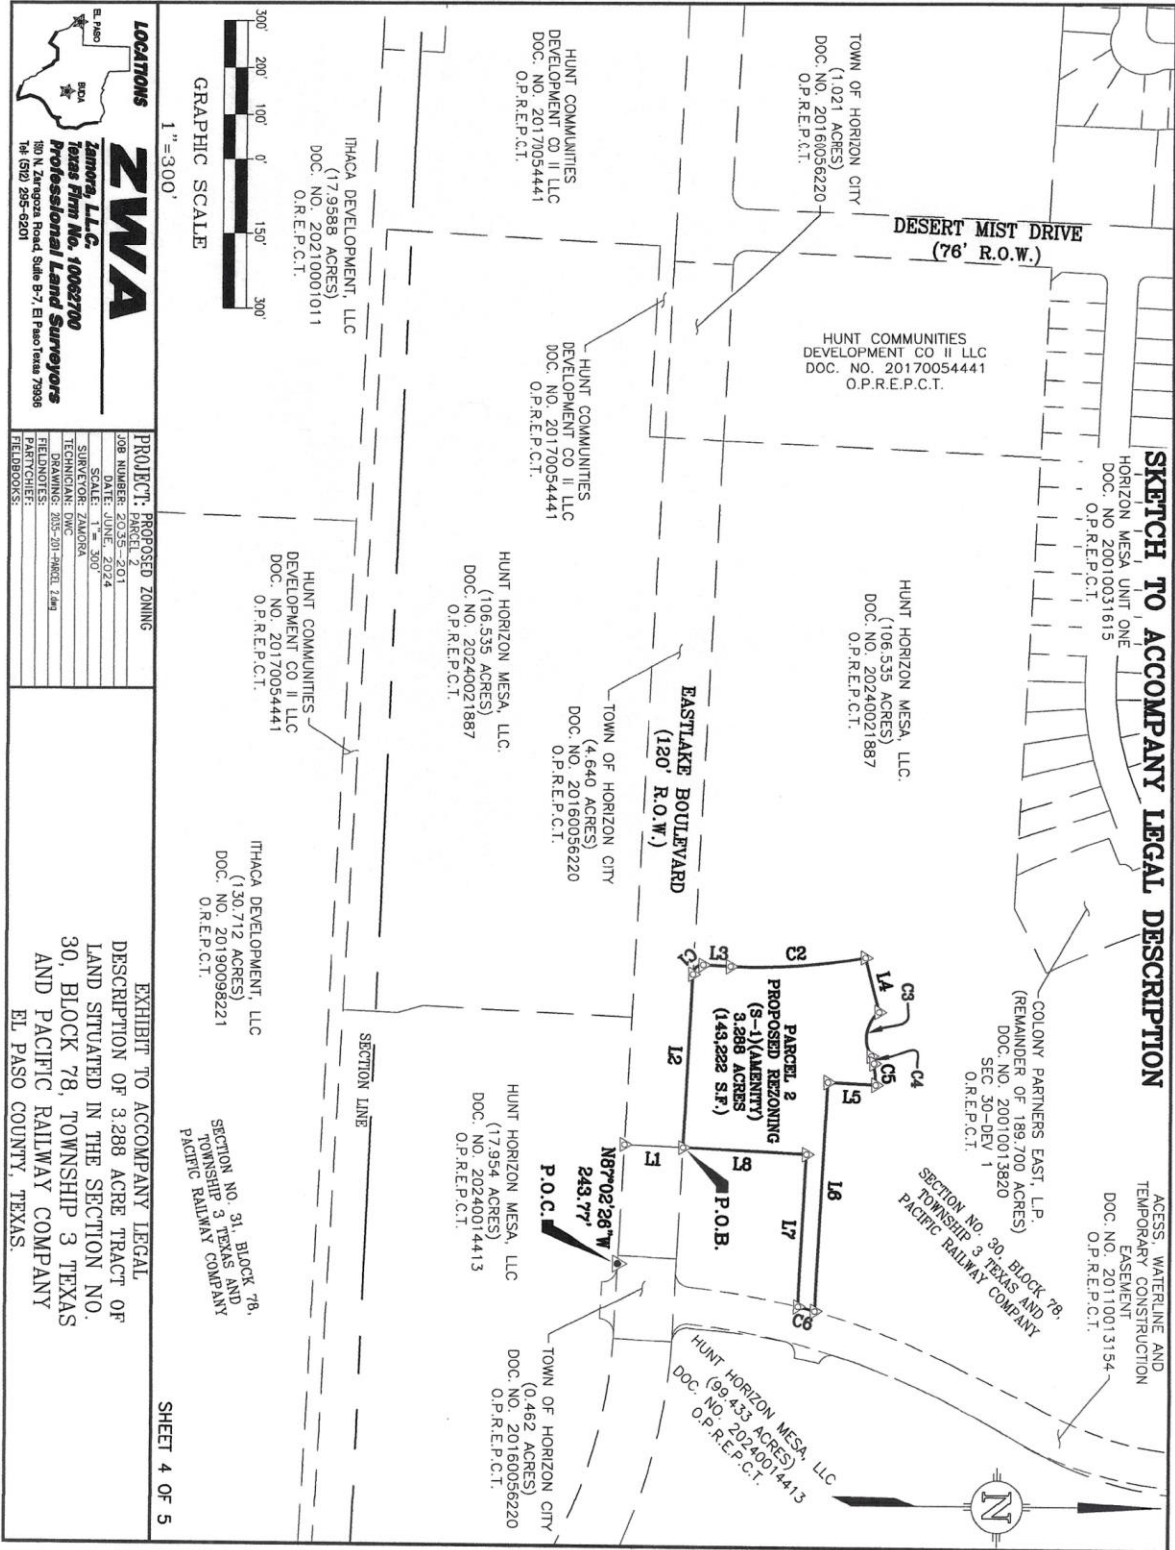 SKETCH TO ACCOMPANY LEGAL DESCRIPTION
HORIZON MESA UNIT ONE
DOC. NO 20010031615
O.P.R.E.P.C.T.
ACESS, WATERLINE AND
TEMPORARY CONSTRUCTION
EASEMENT
DOC. NO. 20110013154
O.P.R.E.P.C.T.
COLONY PARTNERS EAST, L.P.
(REMAINDER OF 189.700 ACRES)
DOC. NO. 20010013820
SEC 30-DEV 1
O.R.E.P.C.T.
SECTION NO. 30, BLOCK 78,
TOWNSHIP 3 TEXAS AND
PACIFIC RAILWAY COMPANY
N
DESERT MIST DRIVE
(76' R.O.W.)
TOWN OF HORIZON CITY
(1.021 ACRES)
DOC. NO. 20160056220
O.P.R.E.P.C.T.
HUNT COMMUNITIES
DEVELOPMENT CO II LLC
DOC. NO. 20170054441
O.P.R.E.P.C.T.
HUNT HORIZON MESA, LLC.
(106.535 ACRES)
DOC. NO. 20240021887
O.P.R.E.P.C.T.
C3
C4
L4
C5
C2
L5
L3
C1
L6
L8
L7
C6
L2
L1
PARCEL 2
PROPOSED REZONING
(S-1)(AMENITY)
3.288 ACRES
(143,222 S.F.)
P.O.B.
N87°02'26"W
243.77'
P.O.C.
HUNT HORIZON MESA, LLC
(99.433 ACRES)
DOC. NO. 20240014413
O.P.R.E.P.C.T.
EASTLAKE BOULEVARD
(120' R.O.W.)
TOWN OF HORIZON CITY
(4.640 ACRES)
DOC. NO. 20160056220
O.P.R.E.P.C.T.
TOWN OF HORIZON CITY
(0.462 ACRES)
DOC. NO. 20160056220
O.P.R.E.P.C.T.
HUNT COMMUNITIES
DEVELOPMENT CO II LLC
DOC. NO. 20170054441
O.P.R.E.P.C.T.
HUNT COMMUNITIES
DEVELOPMENT CO II LLC
DOC. NO. 20170054441
O.P.R.E.P.C.T.
HUNT HORIZON MESA, LLC.
(106.535 ACRES)
DOC. NO. 20240021887
O.P.R.E.P.C.T.
HUNT HORIZON MESA, LLC
(17.954 ACRES)
DOC. NO. 20240014413
O.P.R.E.P.C.T.
SECTION LINE
ITHACA DEVELOPMENT, LLC
(17.9588 ACRES)
DOC. NO. 20210001011
O.R.E.P.C.T.
HUNT COMMUNITIES
DEVELOPMENT CO II LLC
DOC. NO. 20170054441
O.P.R.E.P.C.T.
ITHACA DEVELOPMENT, LLC
(130.712 ACRES)
DOC. NO. 20190098221
O.R.E.P.C.T.
SECTION NO. 31, BLOCK 78,
TOWNSHIP 3 TEXAS AND
PACIFIC RAILWAY COMPANY
300' 200' 100' 0' 150' 300'
GRAPHIC SCALE
1"=300'
SHEET 4 OF 5
LOCATIONS
EL PASO
BUDA
ZWA
Zamora, L.L.C.
Texas Firm No. 10062700
Professional Land Surveyors
1110 N. Zaragoza Road, Suite B-7, El Paso Texas 79936
Tel: (512) 295-6201
PROJECT: PROPOSED ZONING
PARCEL 2
JOB NUMBER: 2035-201
DATE: JUNE, 2024
SCALE: 1"= 300'
SURVEYOR: ZAMORA
TECHNICIAN: DWC
DRAWING: 2035-201-PARCEL 2.dwg
FIELDNOTES:
PARTYCHIEF:
FIELDBOOKS:
EXHIBIT TO ACCOMPANY LEGAL
DESCRIPTION OF 3.288 ACRE TRACT OF
LAND SITUATED IN THE SECTION NO.
30, BLOCK 78, TOWNSHIP 3 TEXAS
AND PACIFIC RAILWAY COMPANY
EL PASO COUNTY, TEXAS.